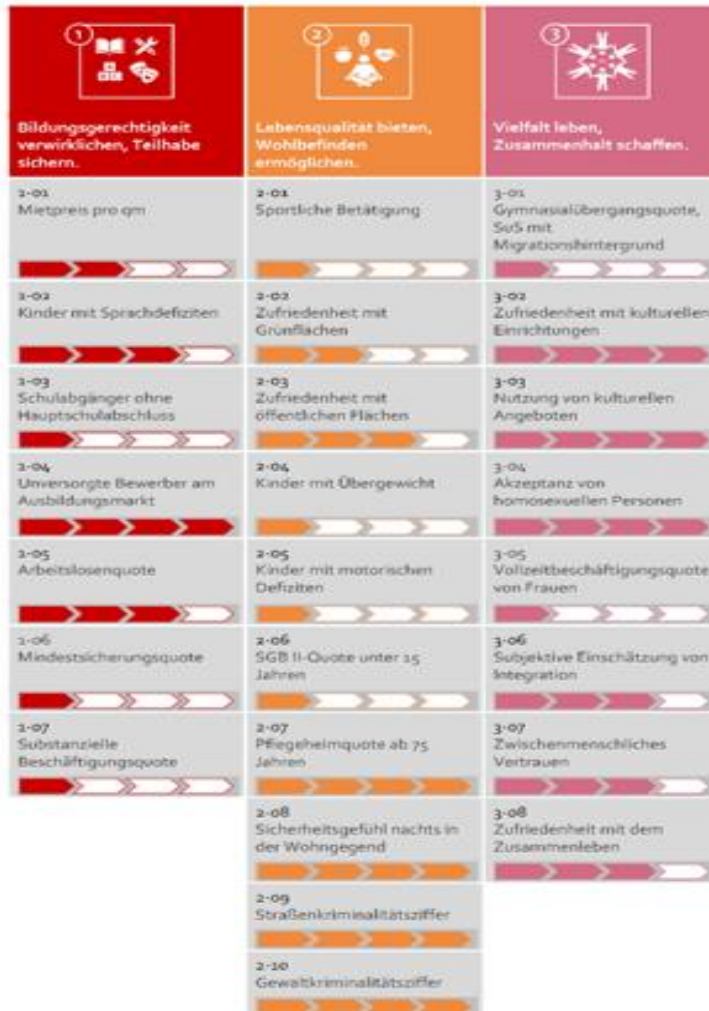 1
Bildungsgerechtigkeit
verwirklichen, Teilhabe
sichern.
1-01
Mietpreis pro qm
1-02
Kinder mit Sprachdefiziten
1-03
Schulabgänger ohne
Hauptschulabschluss
1-04
Unversorgte Bewerber am
Ausbildungsmarkt
1-05
Arbeitslosenquote
1-06
Mindestsicherungsquote
1-07
Substanzielle
Beschäftigungsquote
2
Lebensqualität bieten,
Wohlbefinden
ermöglichen.
2-01
Sportliche Betätigung
2-02
Zufriedenheit mit
Grünflächen
2-03
Zufriedenheit mit
öffentlichen Flächen
2-04
Kinder mit Übergewicht
2-05
Kinder mit motorischen
Defiziten
2-06
SGB II-Quote unter 15
Jahren
2-07
Pflegeheimquote ab 75
Jahren
2-08
Sicherheitsgefühl nachts in
der Wohngegend
2-09
Straßenkriminalitätsziffer
2-10
Gewaltkriminalitätsziffer
3
Vielfalt leben,
Zusammenhalt schaffen.
3-01
Gymnasialübergangsquote,
SuS mit
Migrationshintergrund
3-02
Zufriedenheit mit kulturellen
Einrichtungen
3-03
Nutzung von kulturellen
Angeboten
3-04
Akzeptanz von
homosexuellen Personen
3-05
Vollzeitbeschäftigungsquote
von Frauen
3-06
Subjektive Einschätzung von
Integration
3-07
Zwischenmenschliches
Vertrauen
3-08
Zufriedenheit mit dem
Zusammenleben